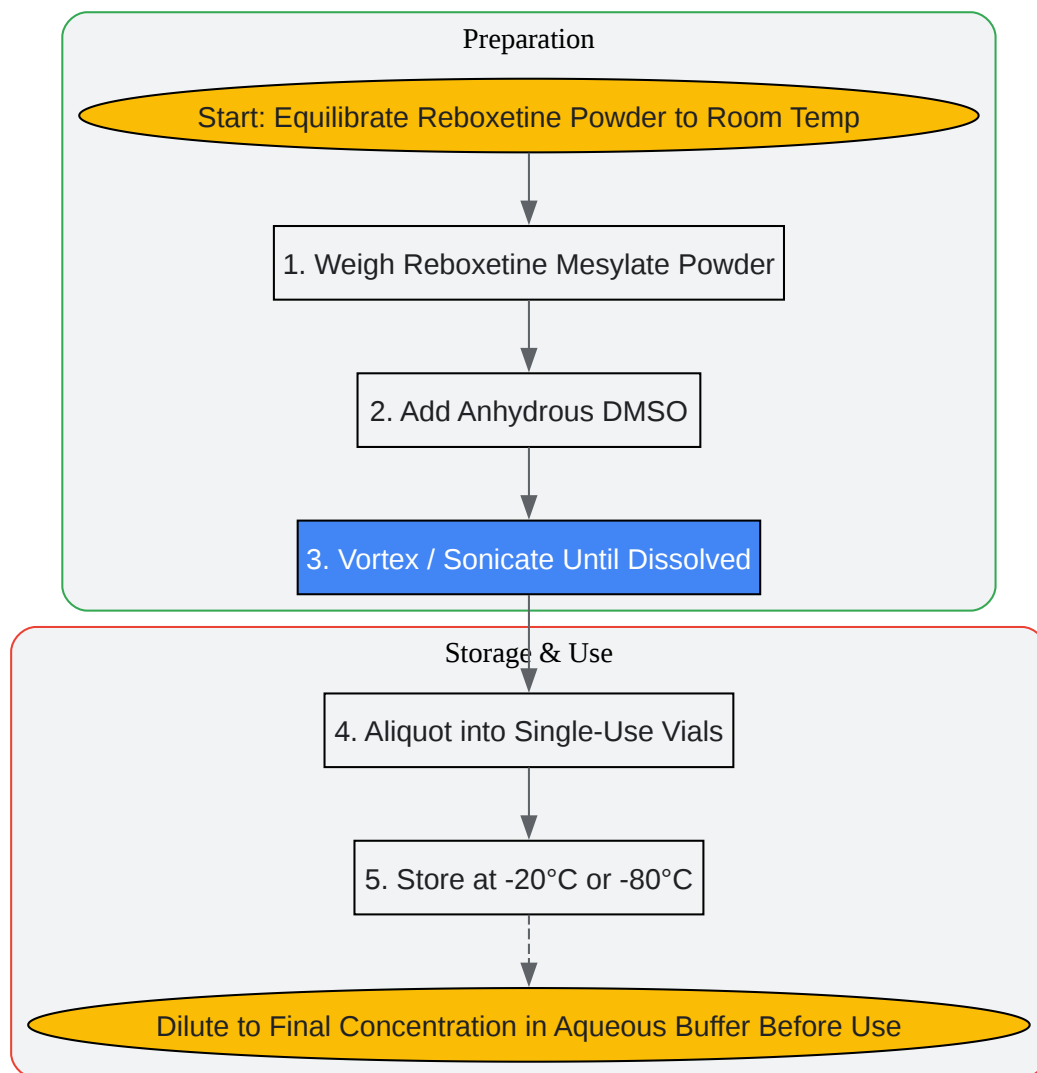 Preparation
Start: Equilibrate Reboxetine Powder to Room Temp
1. Weigh Reboxetine Mesylate Powder
2. Add Anhydrous DMSO
3. Vortex / Sonicate Until Dissolved
Storage & Use
4. Aliquot into Single-Use Vials
5. Store at -20°C or -80°C
Dilute to Final Concentration in Aqueous Buffer Before Use